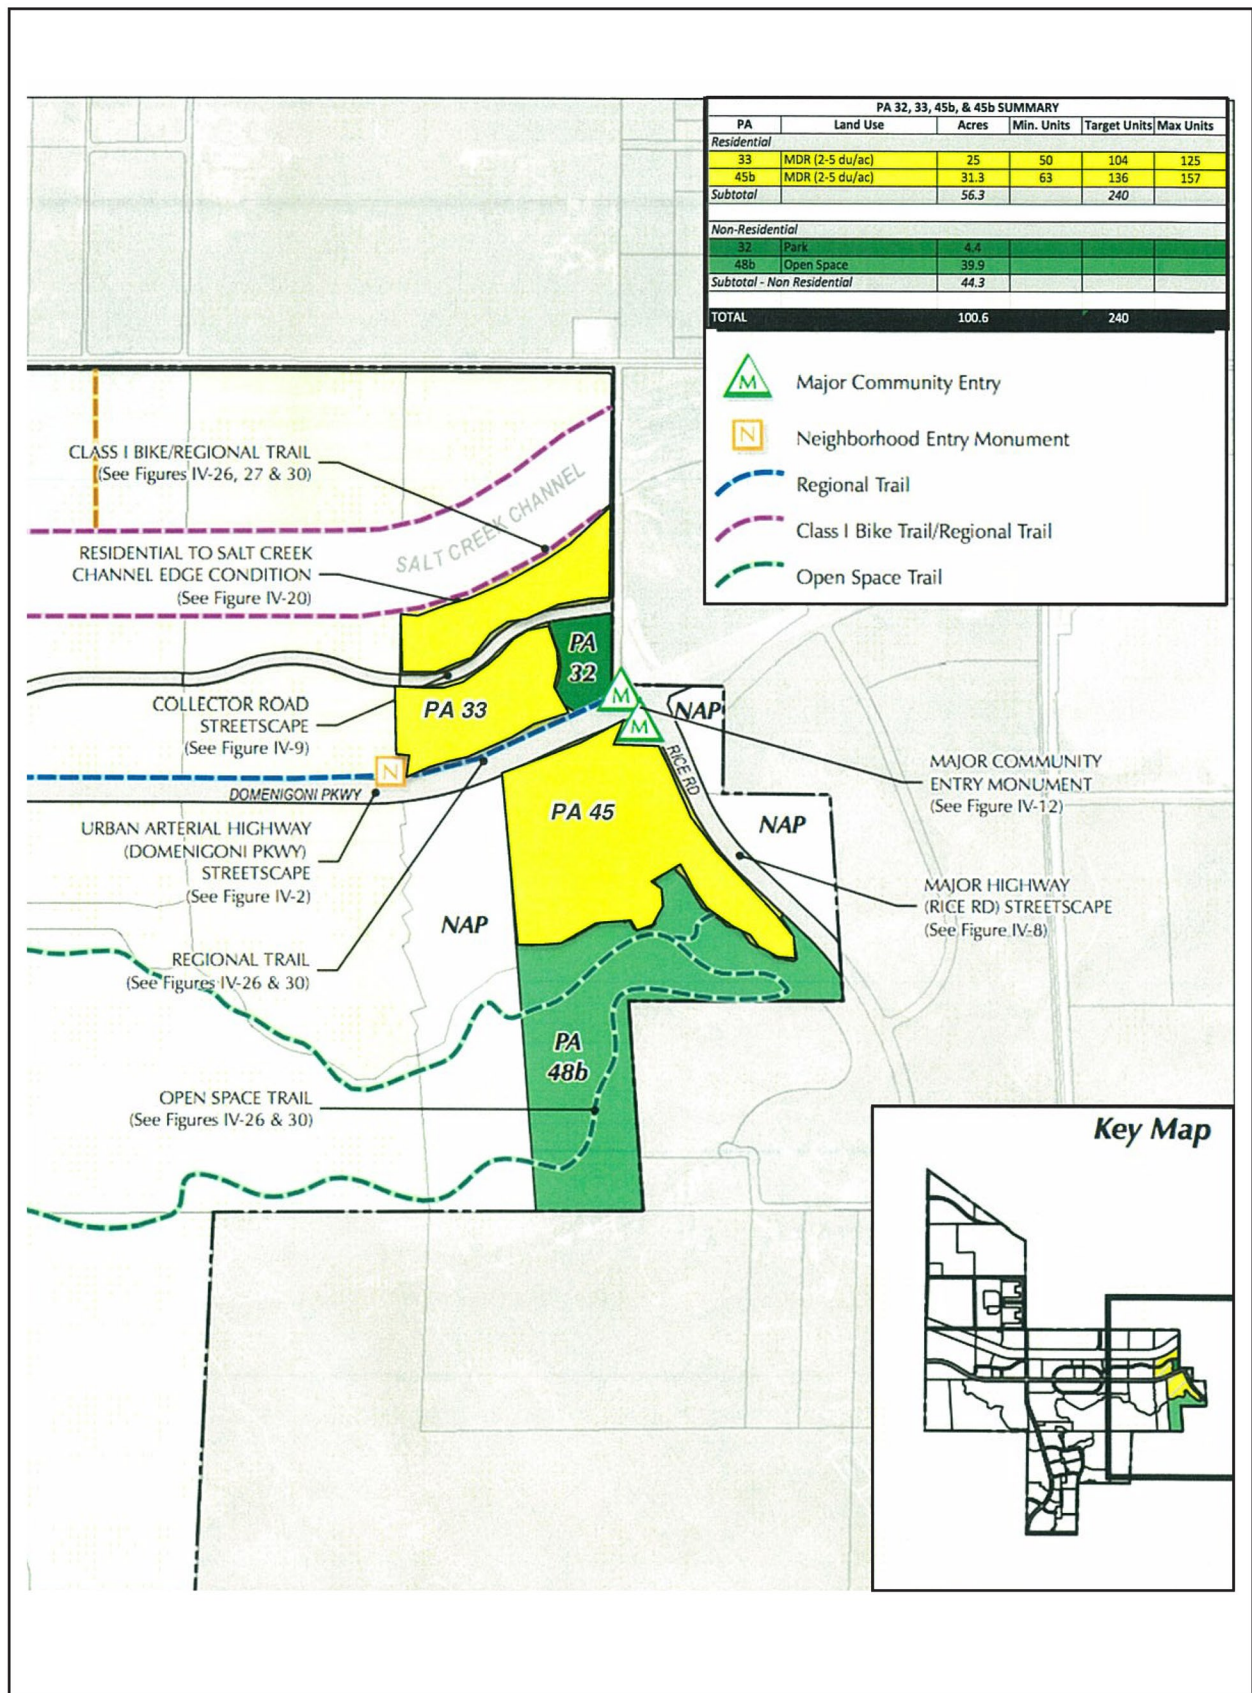 PA 32, 33, 45b, & 45b SUMMARY
PA Land Use Acres Min. Units Target Units Max Units
Residential
33 MDR (2-5 du/ac) 25 50 104 125
45b MDR (2-5 du/ac) 31.3 63 136 157
Subtotal 56.3 240
Non-Residential
32 Park 4.4
48b Open Space 39.9
Subtotal - Non Residential 44.3
TOTAL 100.6 240
M Major Community Entry
N Neighborhood Entry Monument
Regional Trail
Class I Bike Trail/Regional Trail
Open Space Trail
CLASS I BIKE/REGIONAL TRAIL
(See Figures IV-26, 27 & 30)
SALT CREEK CHANNEL
RESIDENTIAL TO SALT CREEK
CHANNEL EDGE CONDITION
(See Figure IV-20)
PA
32
COLLECTOR ROAD
STREETSCAPE
(See Figure IV-9)
PA 33
M
M
NAP
N
DOMENIGONI PKWY
RICE RD
MAJOR COMMUNITY
ENTRY MONUMENT
(See Figure IV-12)
PA 45
NAP
URBAN ARTERIAL HIGHWAY
(DOMENIGONI PKWY)
STREETSCAPE
(See Figure IV-2)
MAJOR HIGHWAY
(RICE RD) STREETSCAPE
(See Figure IV-8)
NAP
REGIONAL TRAIL
(See Figures IV-26 & 30)
PA
48b
OPEN SPACE TRAIL
(See Figures IV-26 & 30)
Key Map